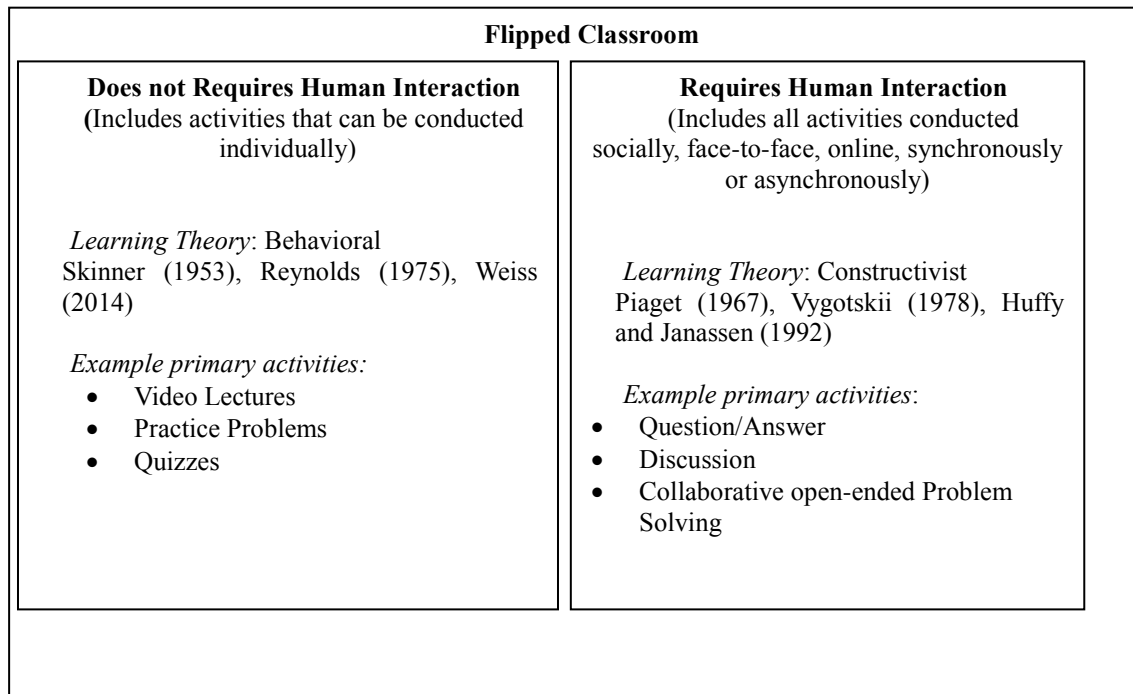 Flipped Classroom
Does not Requires Human Interaction
(Includes activities that can be conducted
individually)
Learning Theory: Behavioral
Skinner (1953), Reynolds (1975), Weiss
(2014)
Example primary activities:
• Video Lectures
• Practice Problems
• Quizzes
Requires Human Interaction
(Includes all activities conducted
socially, face-to-face, online, synchronously
or asynchronously)
Learning Theory: Constructivist
Piaget (1967), Vygotskii (1978), Huffy
and Janassen (1992)
Example primary activities:
• Question/Answer
• Discussion
• Collaborative open-ended Problem
Solving